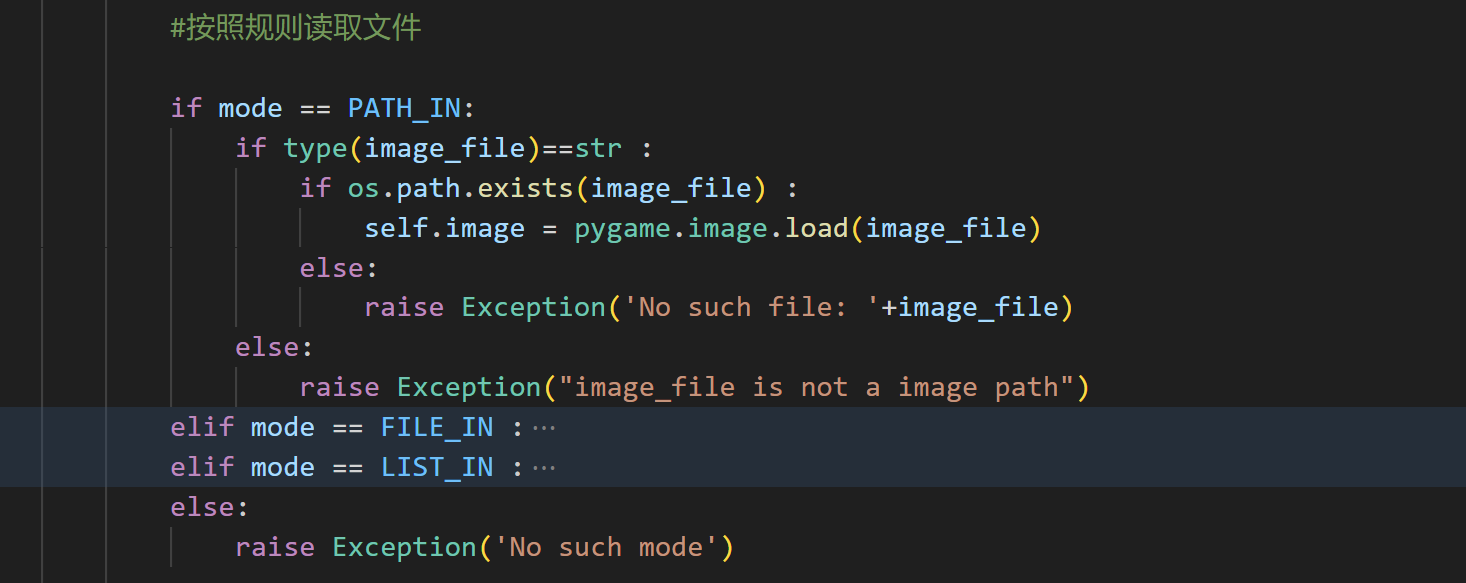 #按照规则读取文件
if mode == PATH_IN:
if type(image_file)==str :
if os.path.exists(image_file) :
self.image = pygame.image.load(image_file)
else:
raise Exception('No such file: '+image_file)
else:
raise Exception("image_file is not a image path")
elif mode == FILE_IN :···
elif mode == LIST_IN :···
else:
raise Exception('No such mode')